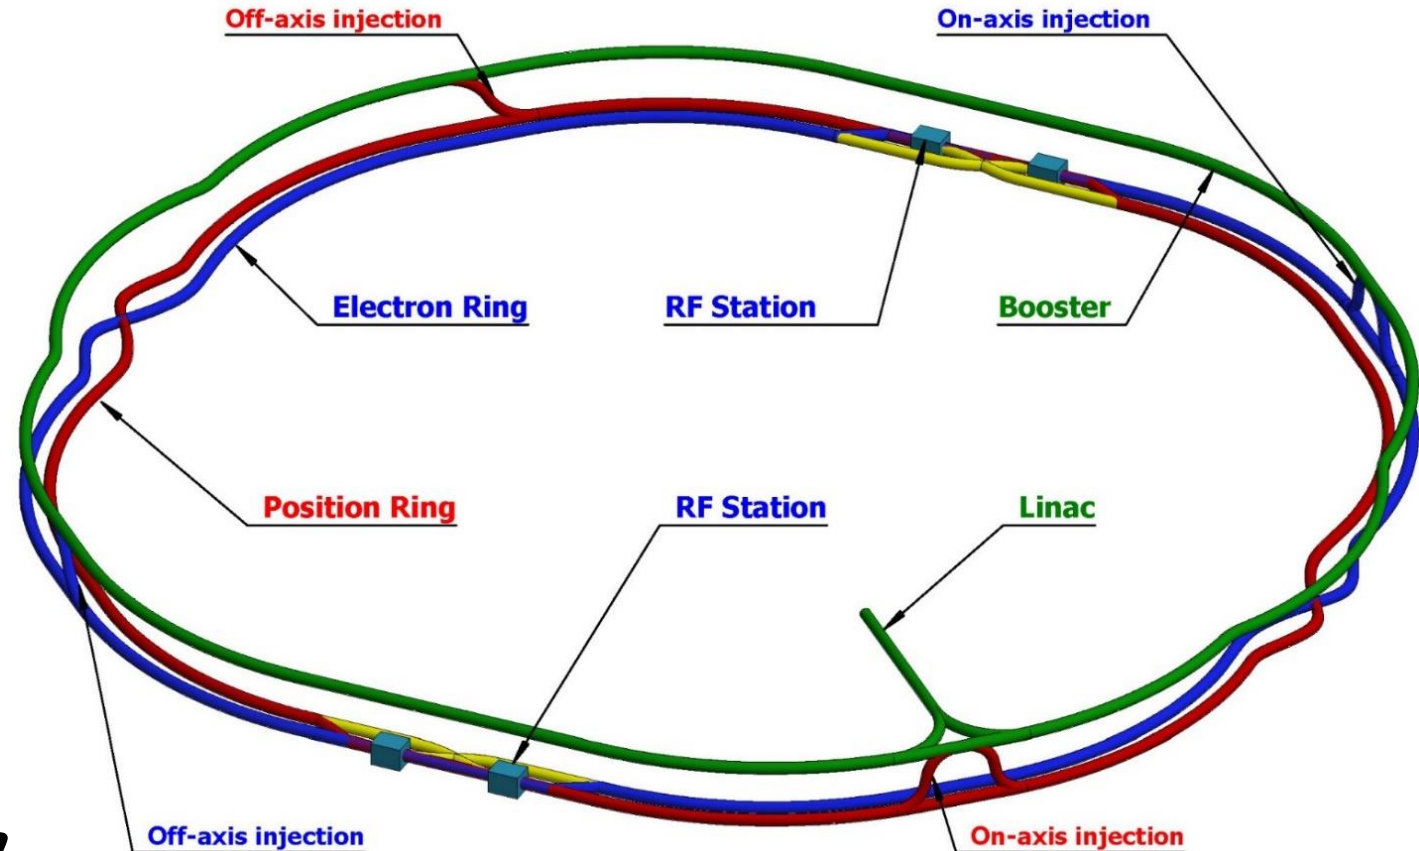 Off-axis injection
On-axis injection
Electron Ring
RF Station
Booster
Position Ring
RF Station
Linac
Off-axis injection
On-axis injection